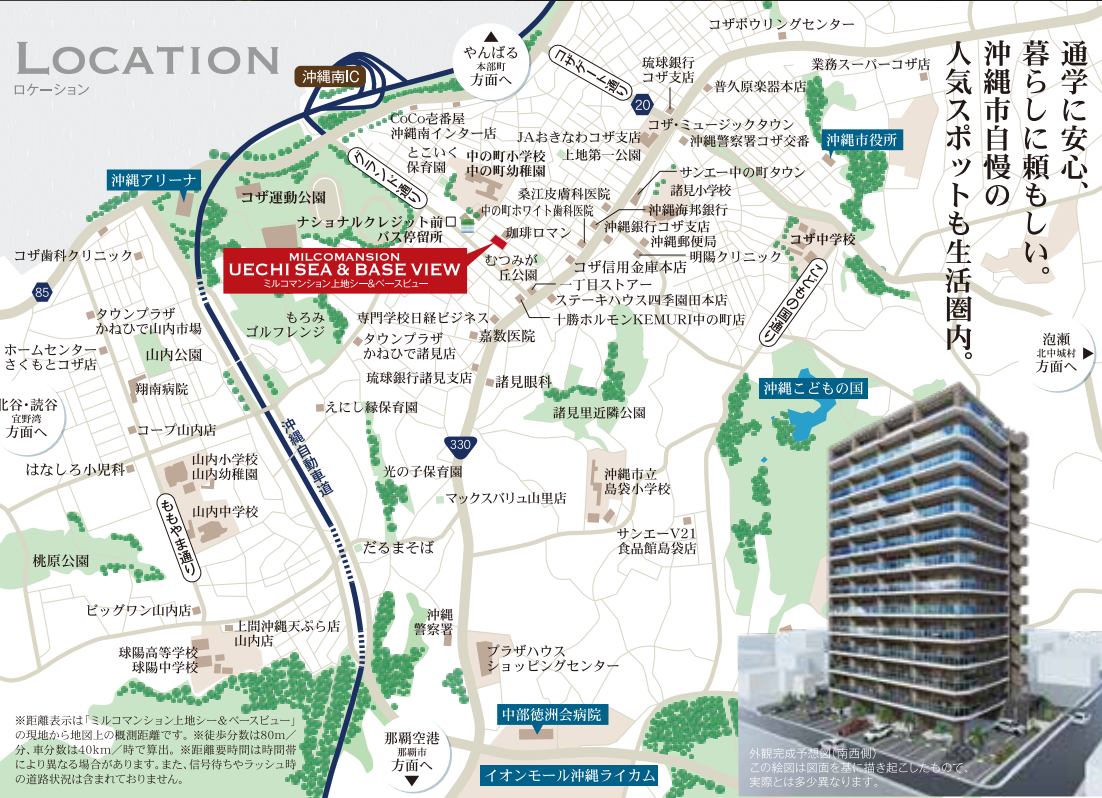 LOCATION
ロケーション
通学に安心、
暮らしに頼もしい。
沖縄市自慢の
人気スポットも生活圏内。
沖縄南IC
▲
やんばる
本部町
方面へ
コザゲート通り
コザボウリングセンター
琉球銀行
コザ支店
業務スーパーコザ店
普久原楽器本店
20
CoCo壱番屋
沖縄南インター店
JAおきなわコザ支店
コザ・ミュージックタウン
沖縄警察署コザ交番
沖縄市役所
とこいく
保育園
中の町小学校
中の町幼稚園
上地第一公園
グランド通り
サンエー中の町タウン
諸見小学校
沖縄アリーナ
コザ運動公園
桑江皮膚科医院
中の町ホワイト歯科医院
沖縄海邦銀行
ナショナルクレジット前
バス停留所
珈琲ロマン
沖縄銀行コザ支店
沖縄郵便局
コザ中学校
明陽クリニック
コザ歯科クリニック
MILCOMANSION
UECHI SEA & BASE VIEW
ミルコマンション上地シー&ベースビュー
むつみが
丘公園
コザ信用金庫本店
一丁目ストアー
ステーキハウス四季園田本店
十勝ホルモンKEMURI中の町店
こどもの国通り
85
タウンプラザ
かねひで山内市場
もろみ
ゴルフレンジ
専門学校日経ビジネス
嘉数医院
タウンプラザ
かねひで諸見店
泡瀬
北中城村
方面へ
▶
ホームセンター
さくもとコザ店
山内公園
琉球銀行諸見支店
諸見眼科
沖縄こどもの国
翔南病院
北谷・読谷
宜野湾
方面へ
えにし縁保育園
諸見里近隣公園
コープ山内店
沖縄自動車道
330
はなしろ小児科
山内小学校
山内幼稚園
光の子保育園
沖縄市立
島袋小学校
マックスバリュ山里店
山内中学校
ももやま通り
サンエーV21
食品館島袋店
だるまそば
桃原公園
ビッグワン山内店
上間沖縄天ぷら店
山内店
沖縄
警察署
球陽高等学校
球陽中学校
プラザハウス
ショッピングセンター
中部徳洲会病院
那覇空港
那覇市
方面へ
▼
イオンモール沖縄ライカム
※距離表示は「ミルコマンション上地シー&ベースビュー」
の現地から地図上の概測距離です。※徒歩分数は80m／
分、車分数は40km／時で算出。※距離要時間は時間帯
により異なる場合があります。また、信号待ちやラッシュ時
の道路状況は含まれておりません。
外観完成予想図(南西側)
この絵図は図面を基に描き起こしたもので、
実際とは多少異なります。